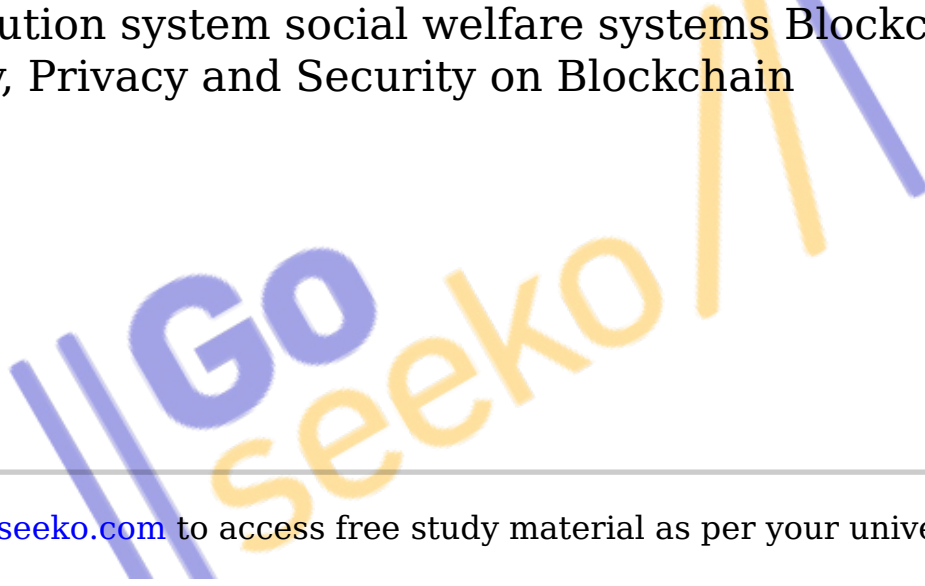 ution system social welfare systems Blockc
, Privacy and Security on Blockchain
Go
seeko
seeko.com to access free study material as per your unive